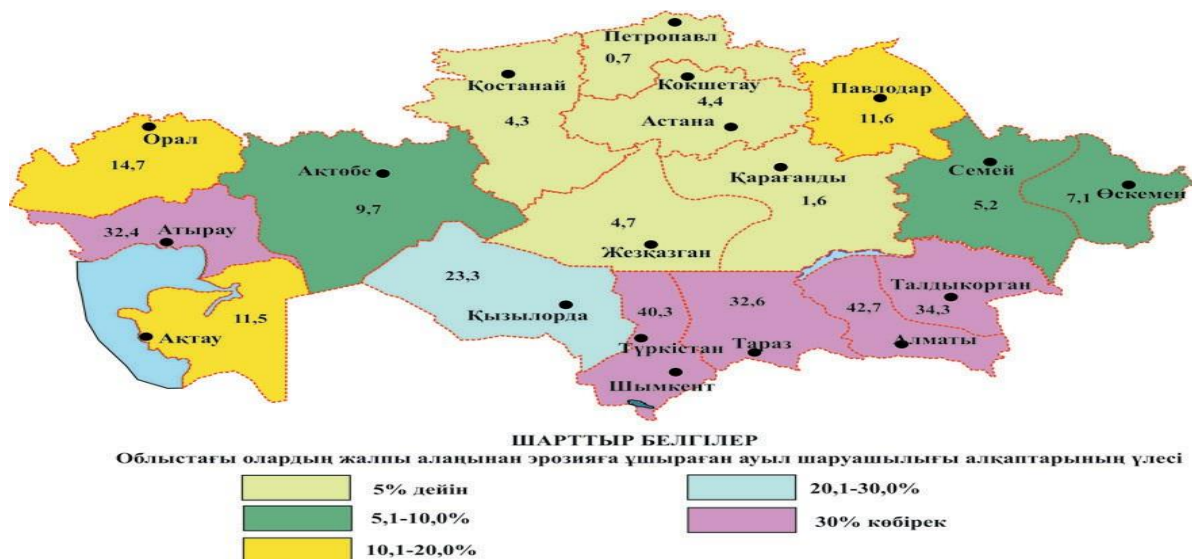 Петропавл
0,7
Қостанай
4,3
Кокшетау
4,4
Астана
Павлодар
11,6
Орал
14,7
Ақтобе
9,7
Қарағанды
1,6
Семей
5,2
7,1
Өскемен
32,4
Атырау
4,7
Жезқазган
23,3
Қызылорда
11,5
Ақтау
40,3
Түркістан
32,6
Тараз
42,7
Талдыкорган
34,3
Алматы
Шымкент
ШАРТТЫР БЕЛГІЛЕР
Облыстағы олардың жалпы алаңынан эрозияға ұшыраған ауыл шаруашылығы алқаптарының үлесі
5% дейін
5,1-10,0%
10,1-20,0%
20,1-30,0%
30% көбірек